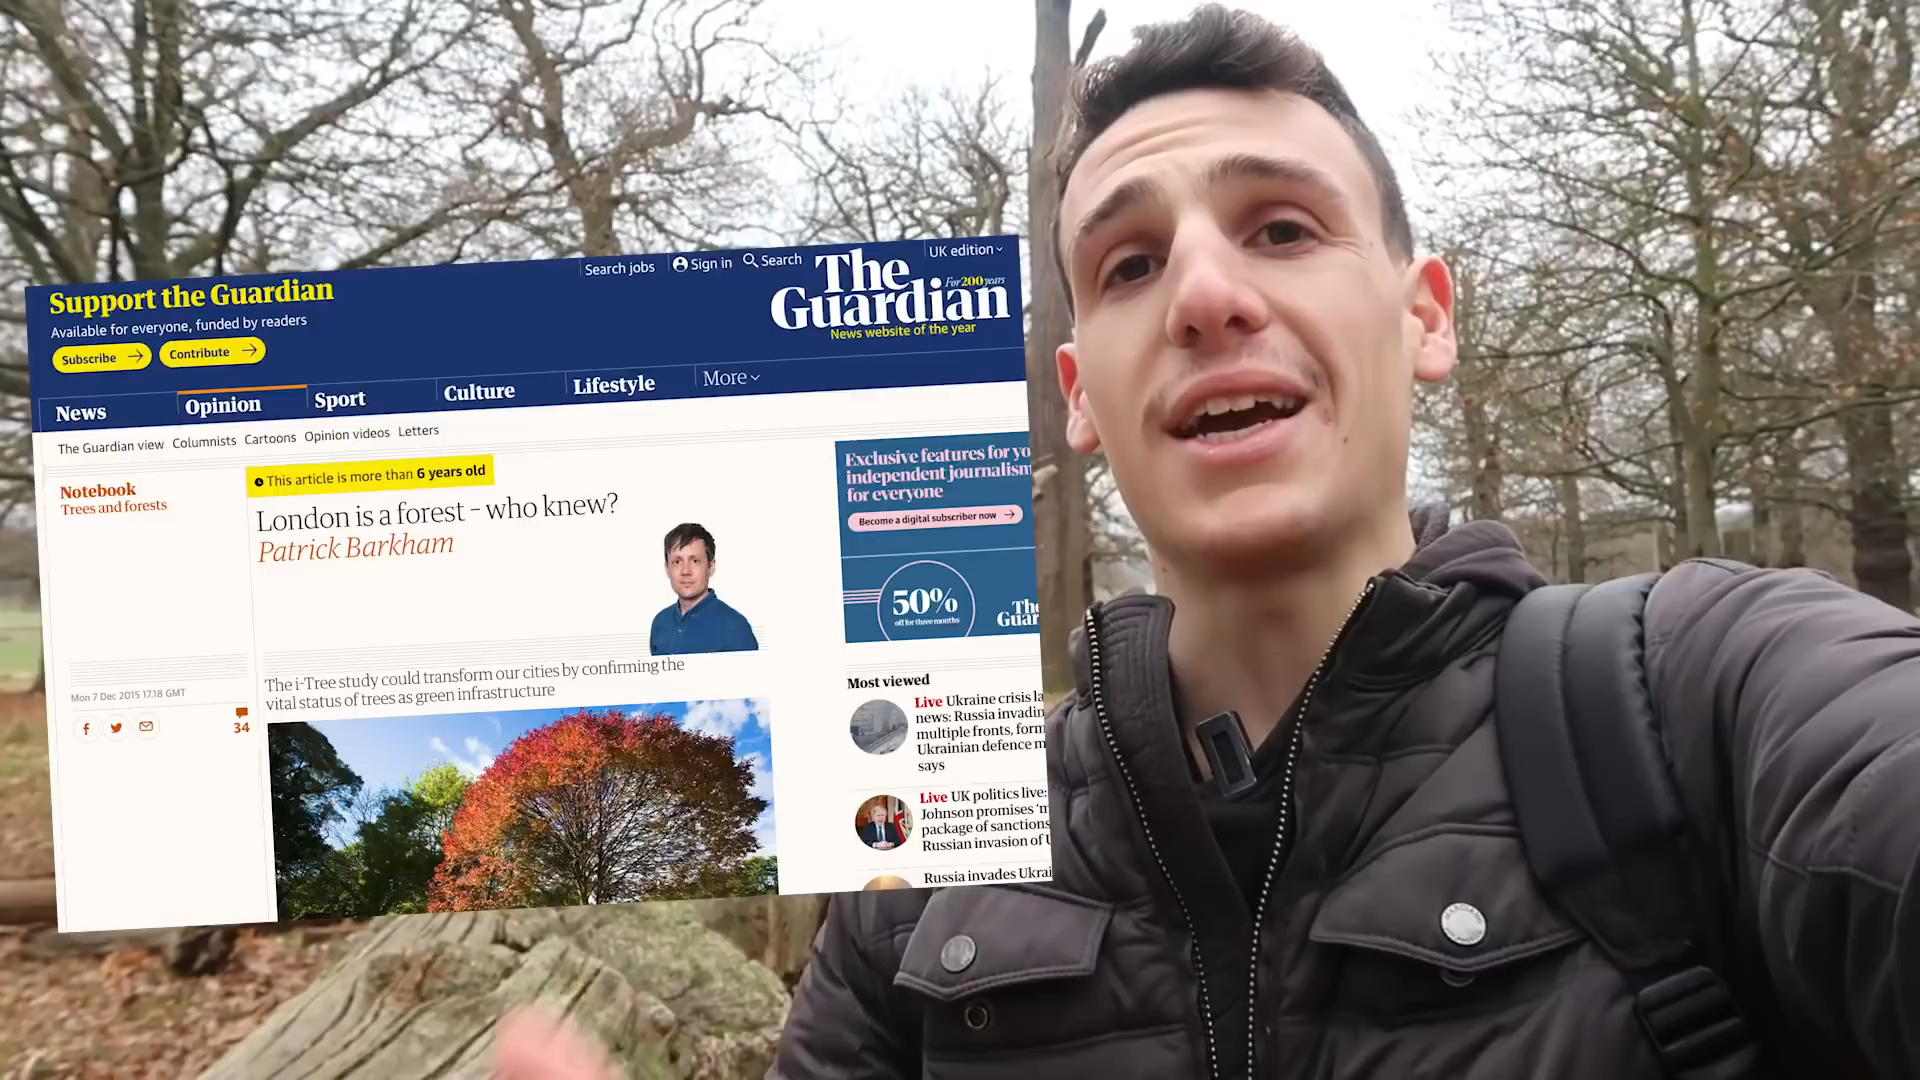 Support the Guardian
Available for everyone, funded by readers
Subscribe
Contribute
Search jobs
Sign in
Search
UK edition
The
Guardian
For 200 years
News website of the year
News
Opinion
Sport
Culture
Lifestyle
More
The Guardian view
Columnists
Cartoons
Opinion videos
Letters
Notebook
Trees and forests
This article is more than 6 years old
London is a forest – who knew?
Patrick Barkham
The i-Tree study could transform our cities by confirming the
vital status of trees as green infrastructure
Mon 7 Dec 2015 17.18 GMT
34
Exclusive features for yo
independent journalism
for everyone
Become a digital subscriber now
50%
off for three months
The
Guar
Most viewed
Live Ukraine crisis la
news: Russia invadin
multiple fronts, form
Ukrainian defence m
says
Live UK politics live:
Johnson promises 'm
package of sanctions
Russian invasion of U
Russia invades Ukrai